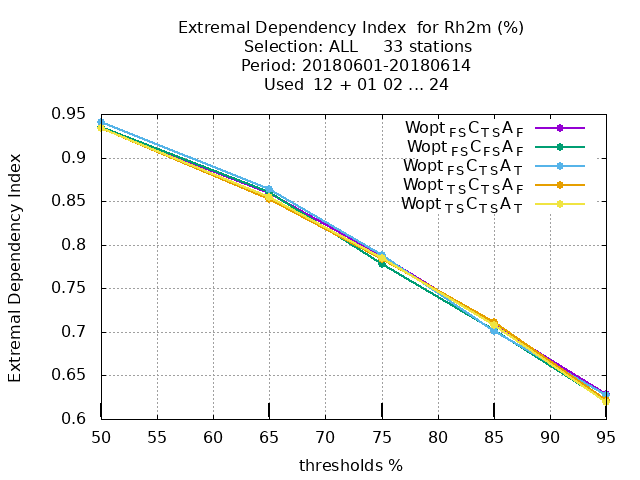 Extremal Dependency Index  for Rh2m (%)
Selection: ALL     33 stations
Period: 20180601-20180614
Used  12 + 01 02 ... 24
Wopt FS C TS A F
Wopt FS C FS A F
Wopt FS C TS A T
Wopt TS C TS A F
Wopt TS C TS A T
Extremal Dependency Index
0.95
0.9
0.85
0.8
0.75
0.7
0.65
0.6
50 55 60 65 70 75 80 85 90 95
thresholds %